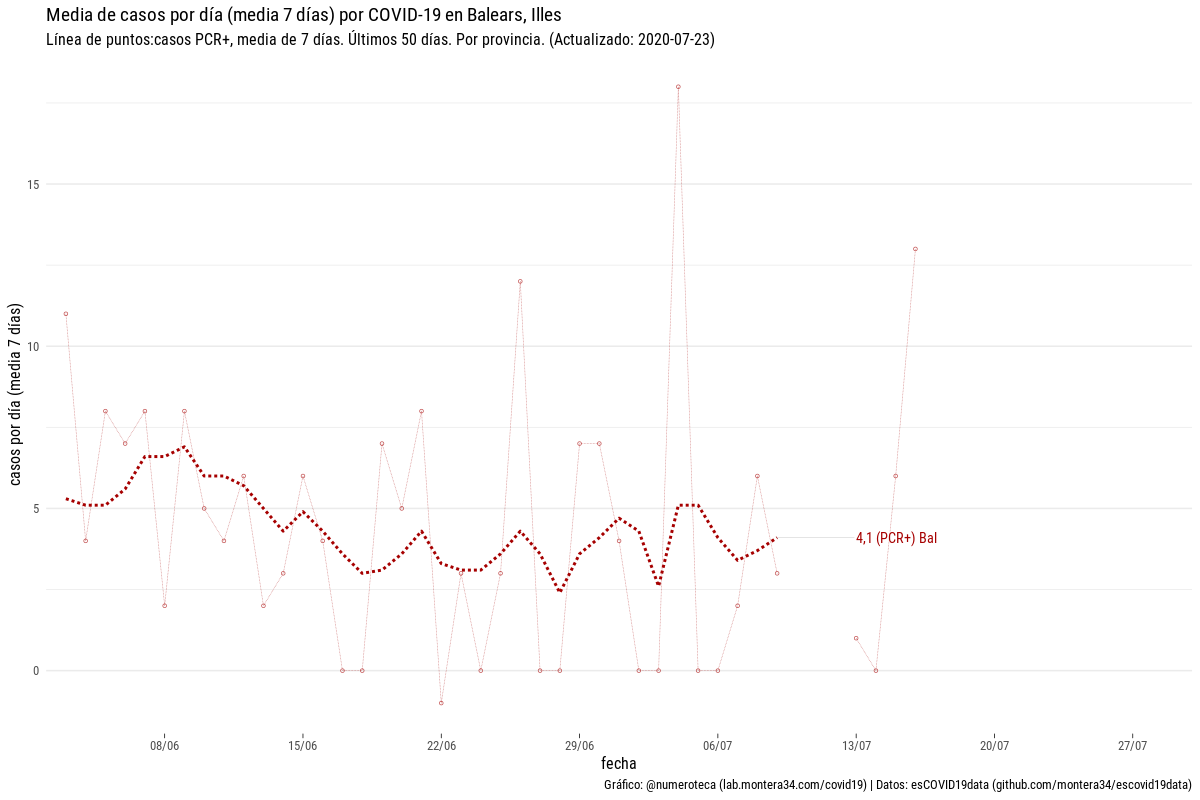 Media de casos por día (media 7 días) por COVID-19 en Balears, Illes
Línea de puntos:casos PCR+, media de 7 días. Últimos 50 días. Por provincia. (Actualizado: 2020-07-23)
casos por día (media 7 días)
15
10
5
0
4,1 (PCR+) Bal
08/06
15/06
22/06
29/06
06/07
13/07
20/07
27/07
fecha
Gráfico: @numeroteca (lab.montera34.com/covid19) | Datos: esCOVID19data (github.com/montera34/escovid19data)